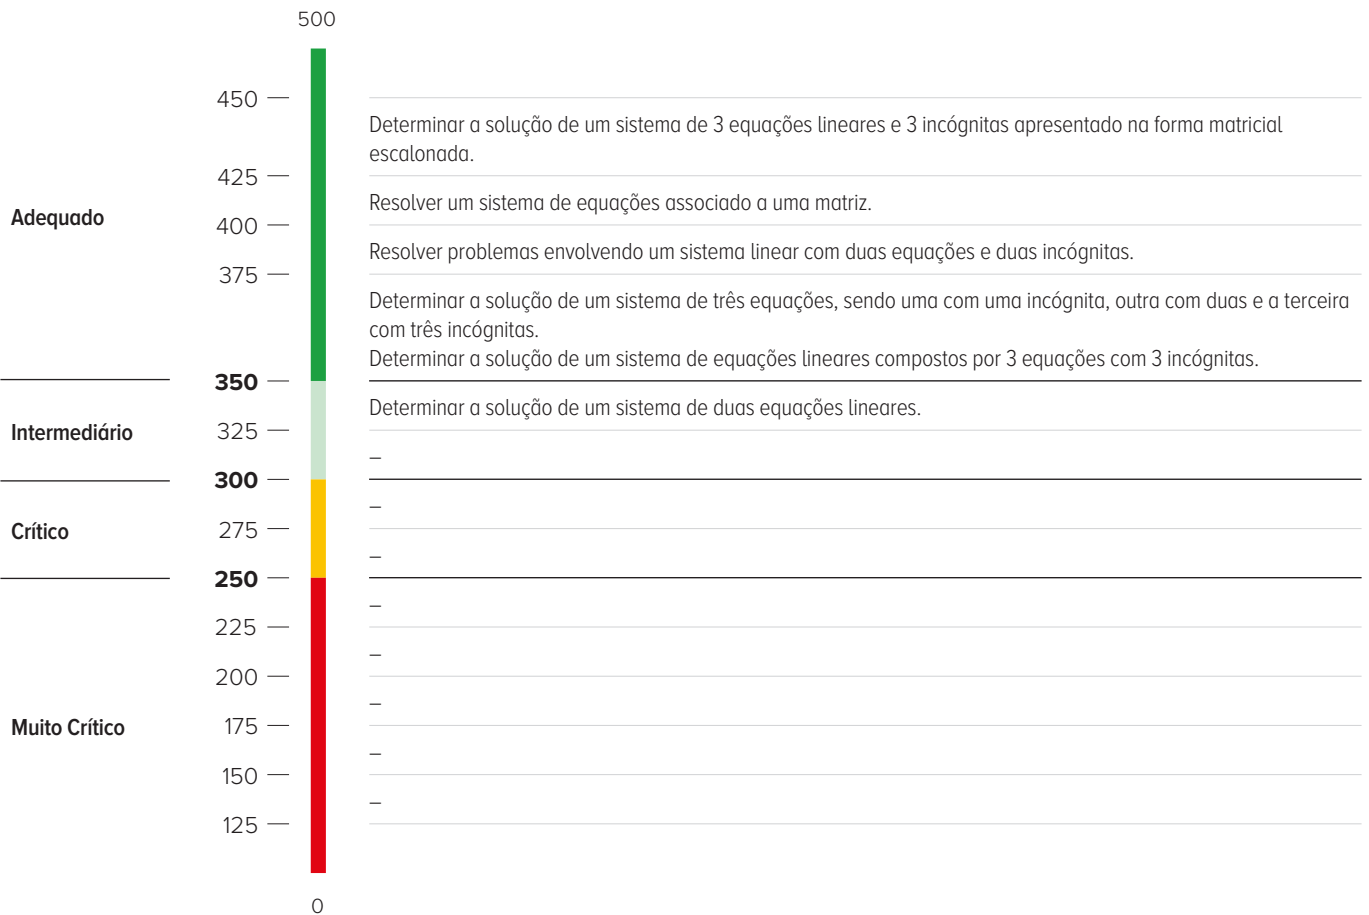 500
450
Determinar a solução de um sistema de 3 equações lineares e 3 incógnitas apresentado na forma matricial
escalonada.
425
Resolver um sistema de equações associado a uma matriz.
Adequado
400
Resolver problemas envolvendo um sistema linear com duas equações e duas incógnitas.
375
Determinar a solução de um sistema de três equações, sendo uma com uma incógnita, outra com duas e a terceira
com três incógnitas.
Determinar a solução de um sistema de equações lineares compostos por 3 equações com 3 incógnitas.
350
Determinar a solução de um sistema de duas equações lineares.
Intermediário
325
–
300
–
Crítico
275
–
250
–
225
–
200
–
Muito Crítico
175
–
150
–
125
0